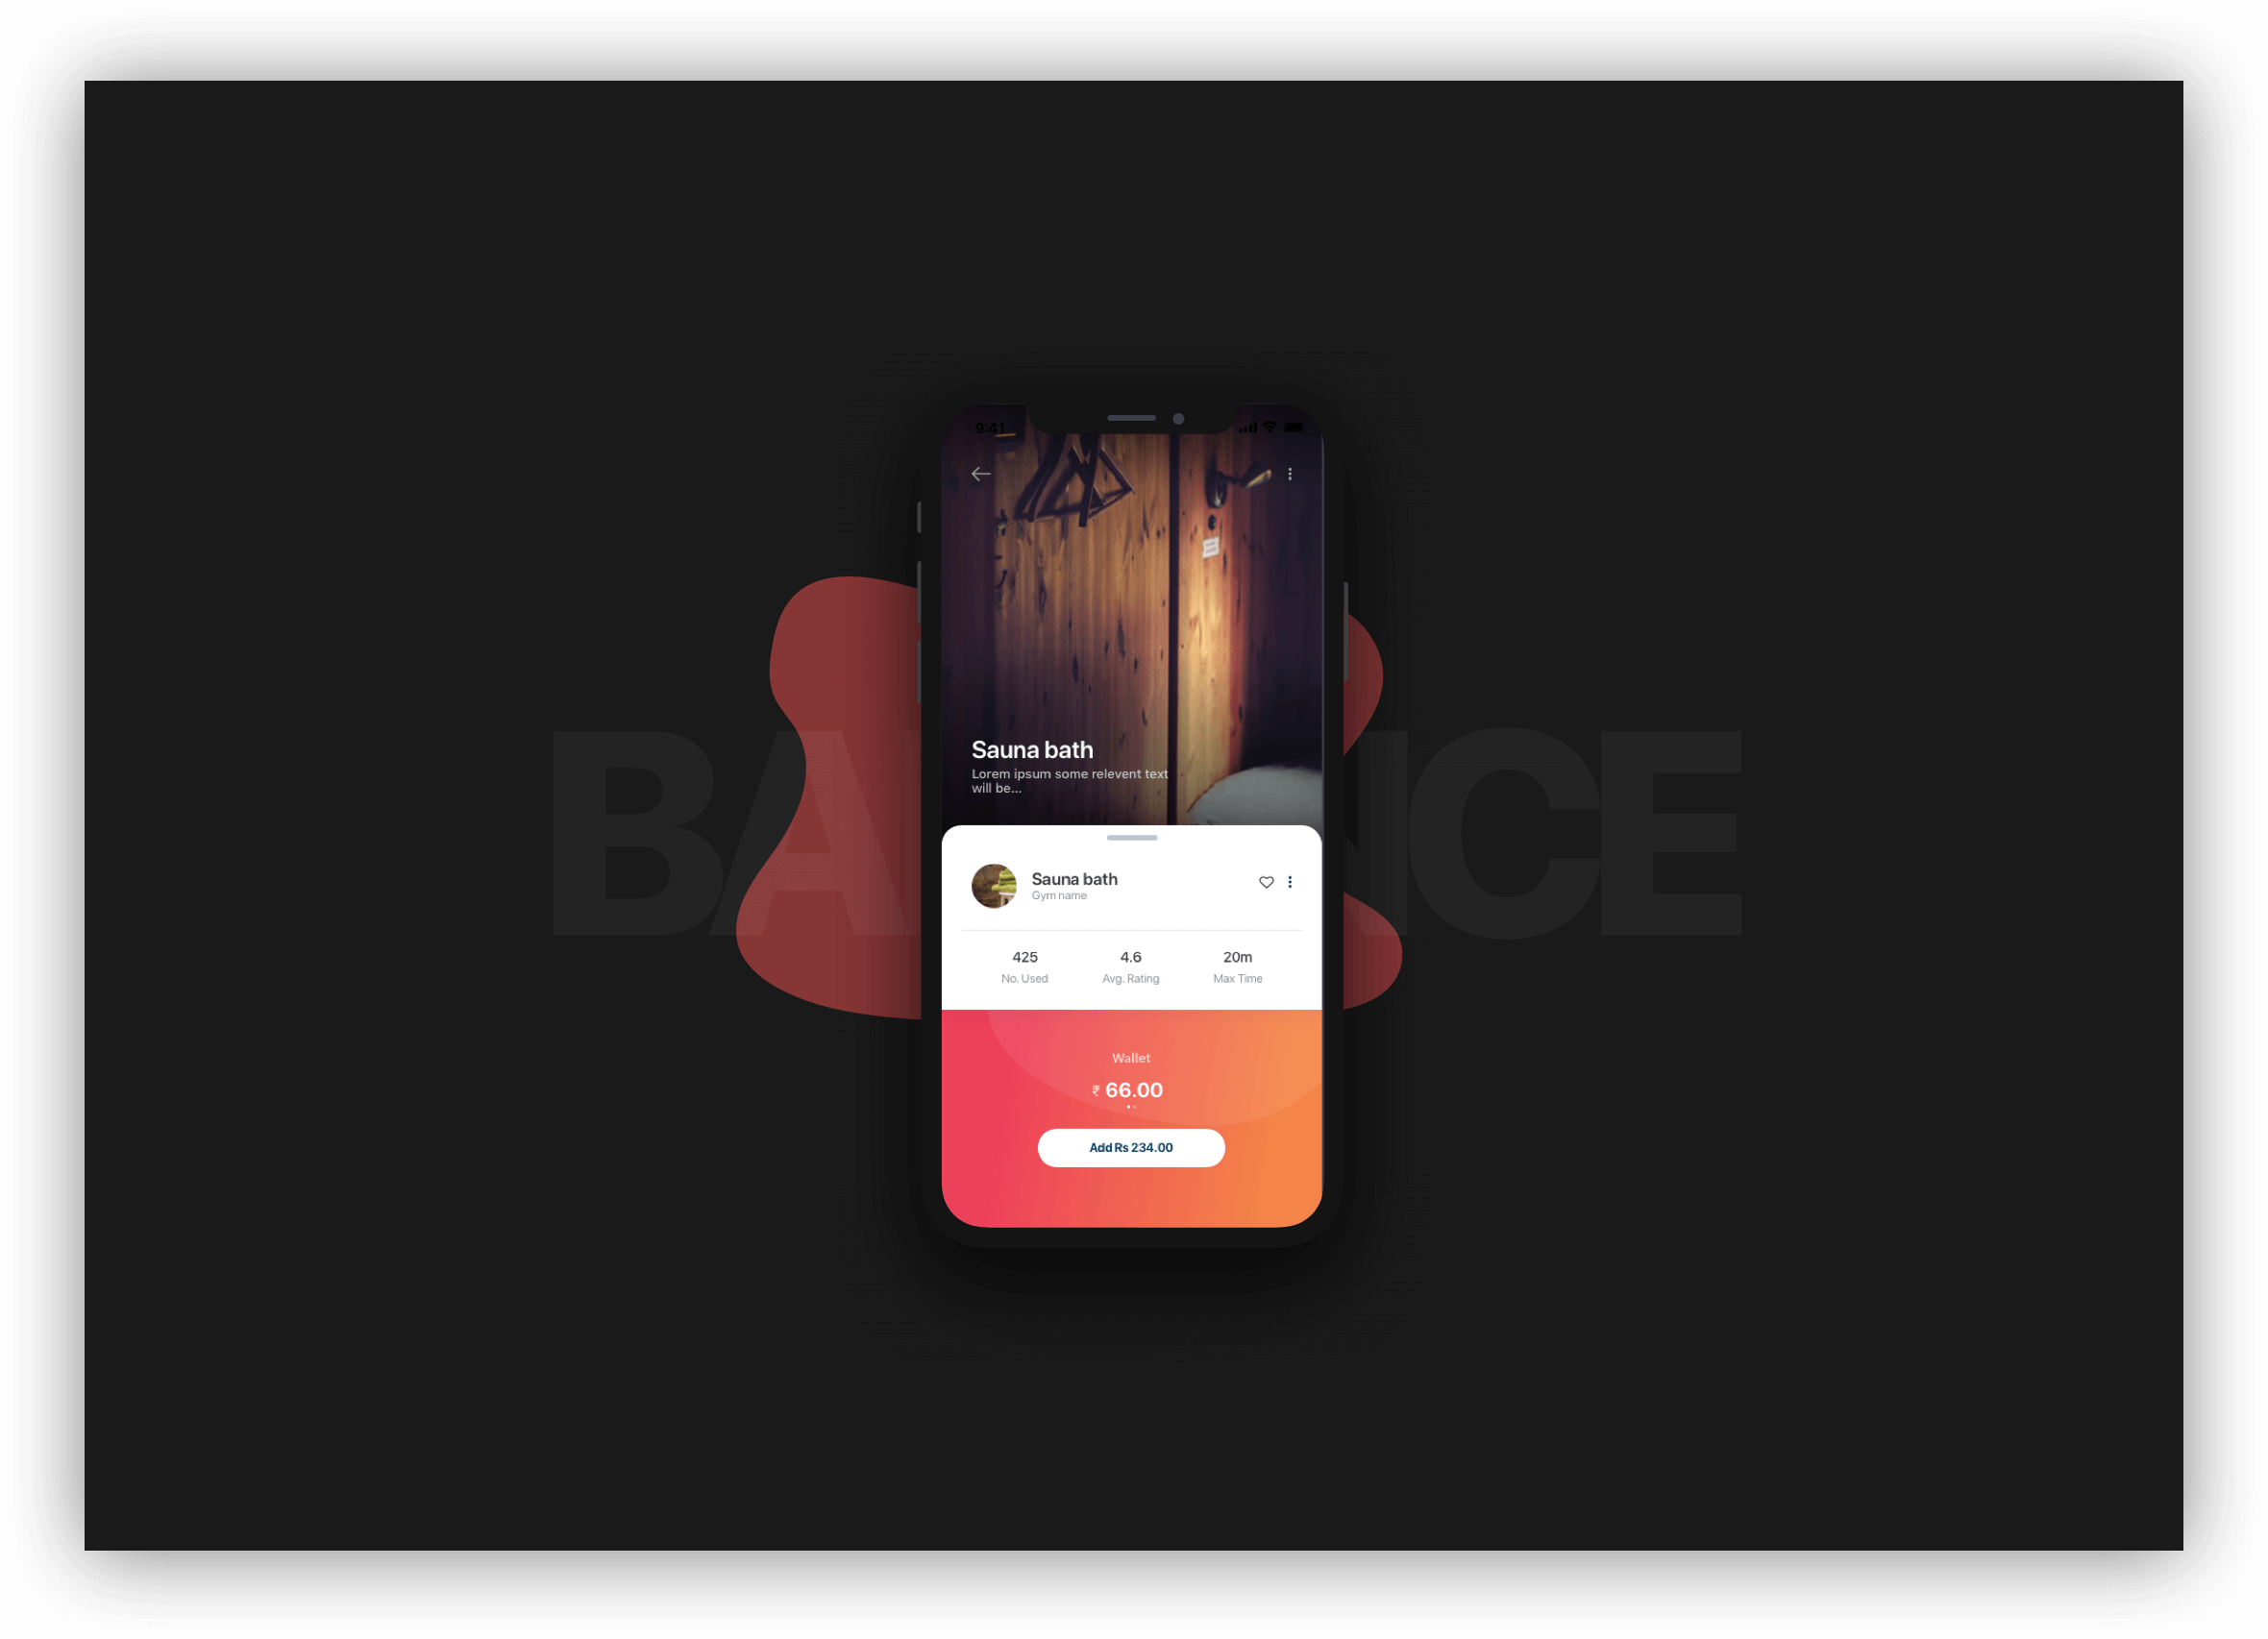 9:41
Sauna bath
Lorem ipsum some relevent text
will be...
BA NCE
Sauna bath
Gym name
425 4.6 20m
No. Used Avg. Rating Max Time
Wallet
₹ 66.00
Add Rs 234.00